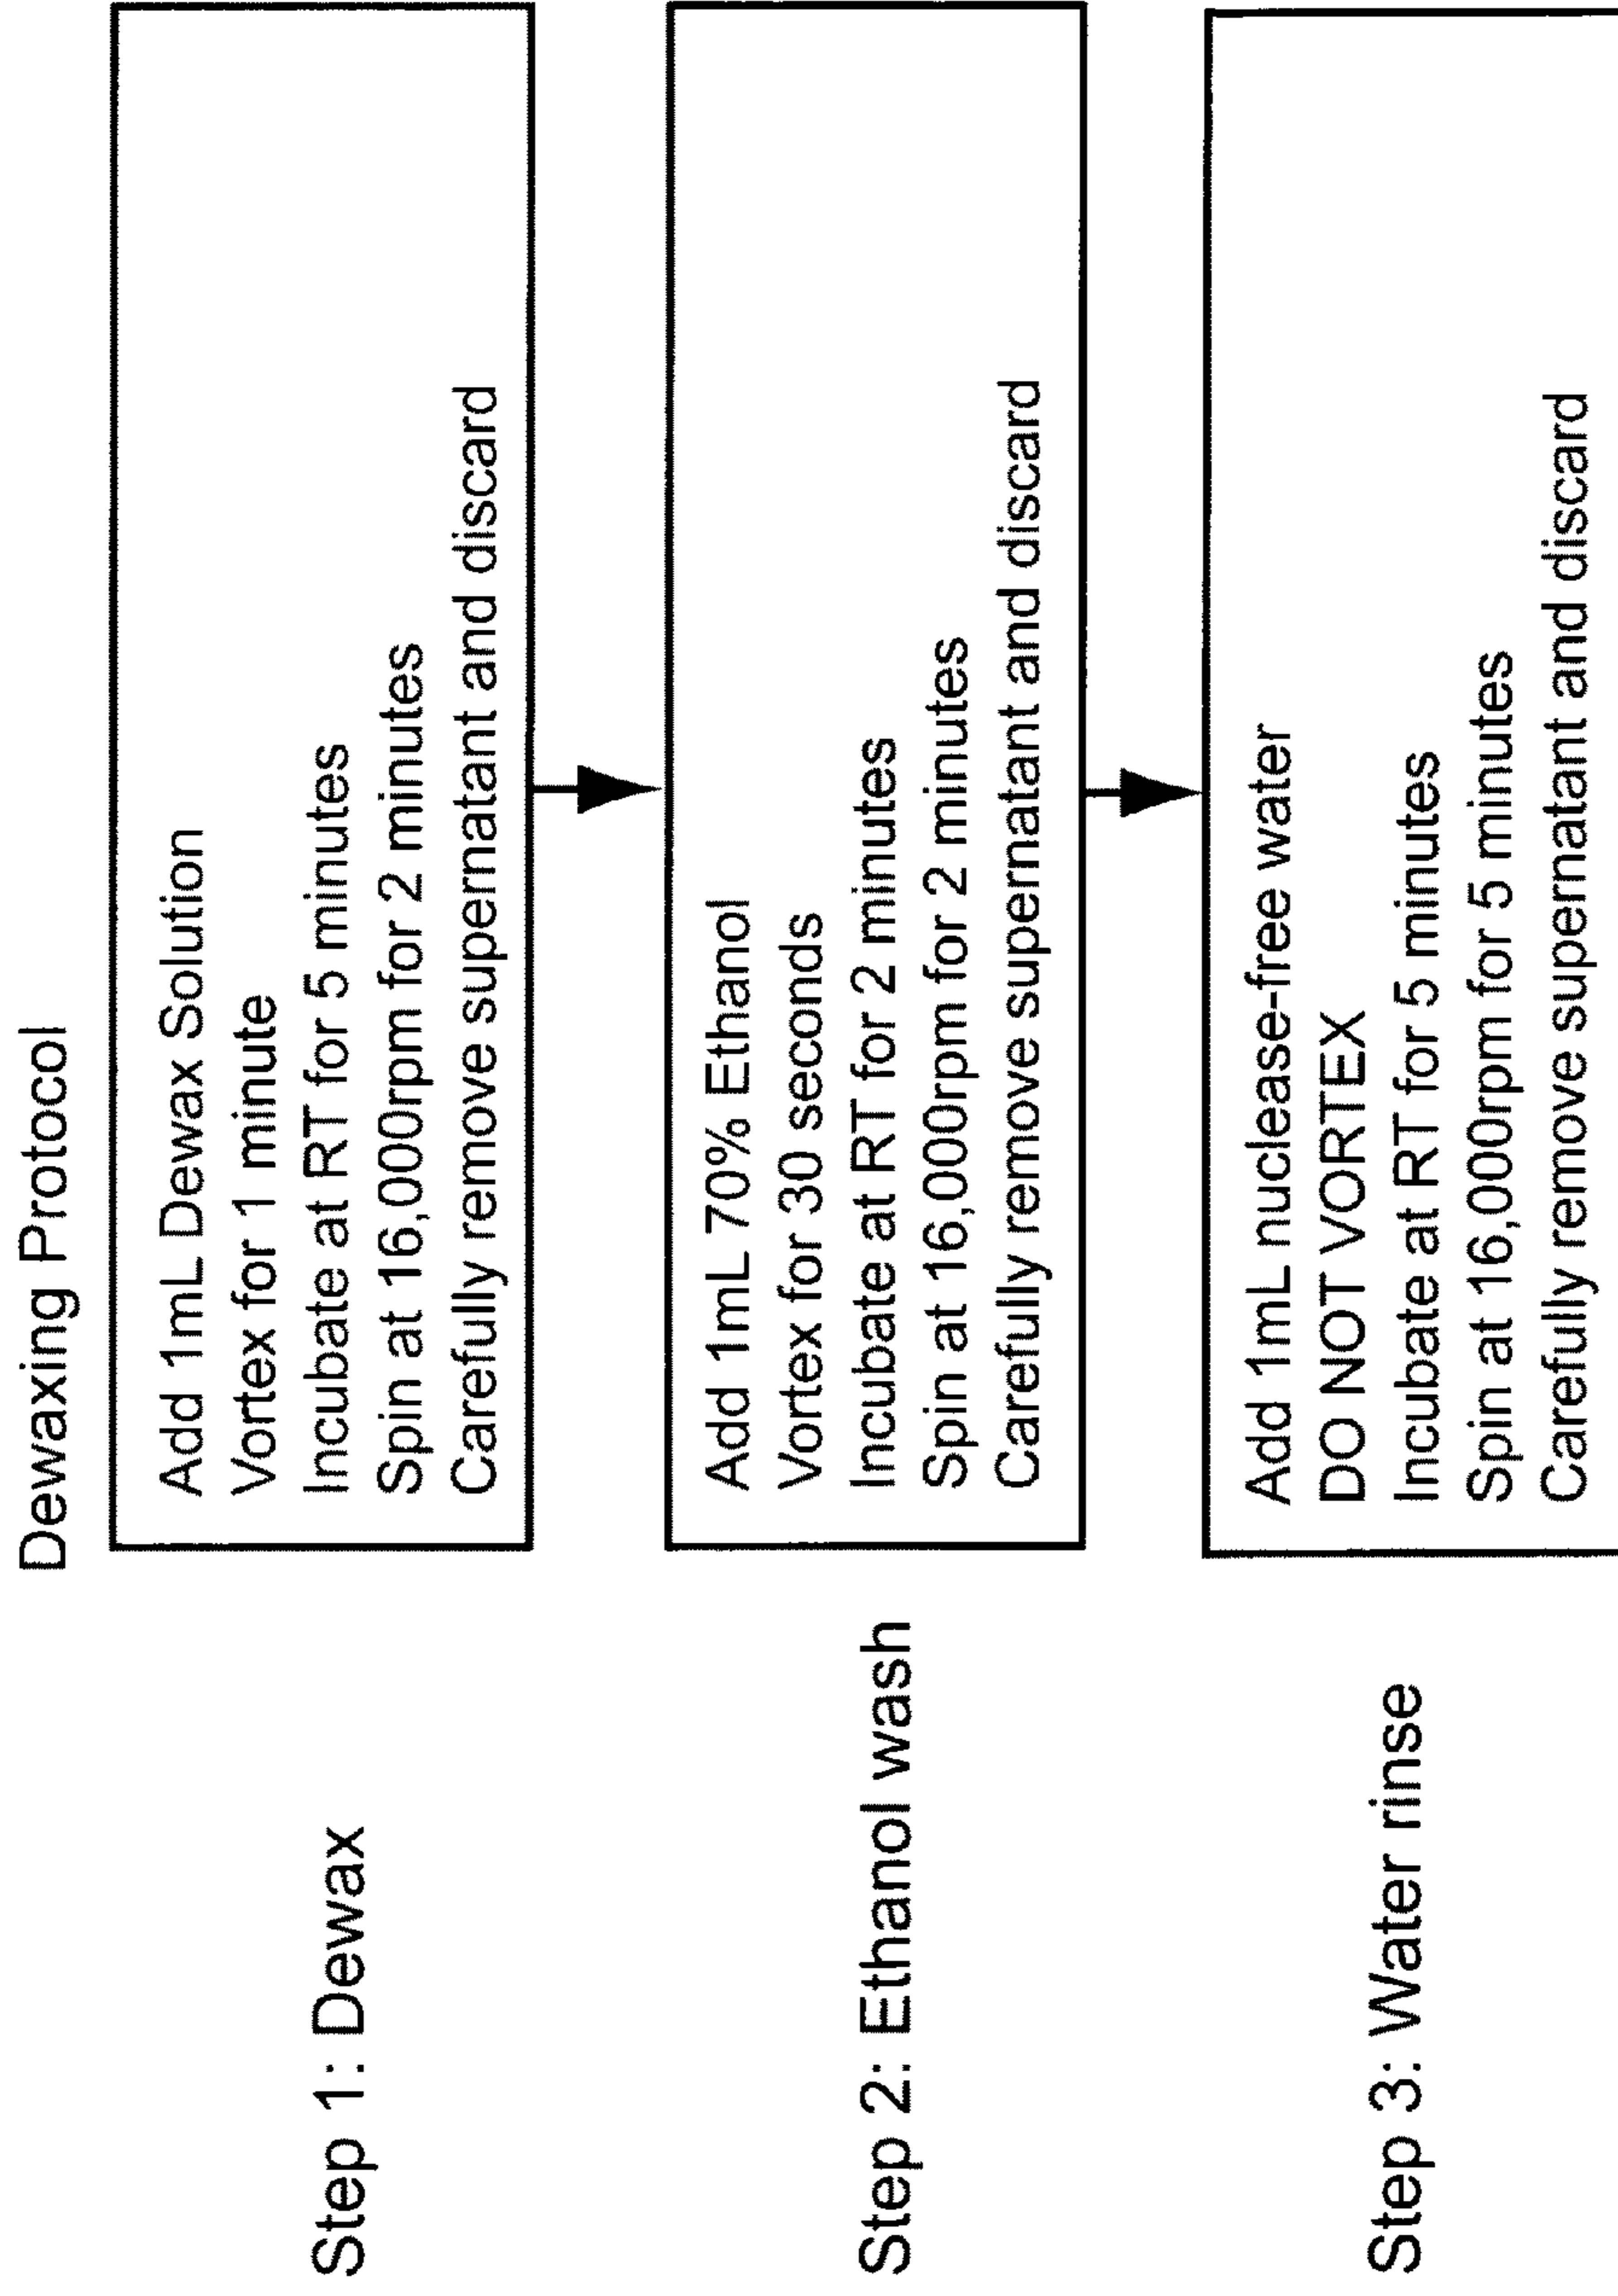 Dewaxing Protocol
Step 1: Dewax
Add 1mL Dewax Solution
Vortex for 1 minute
Incubate at RT for 5 minutes
Spin at 16,000rpm for 2 minutes
Carefully remove supernatant and discard
Step 2: Ethanol wash
Add 1mL 70% Ethanol
Vortex for 30 seconds
Incubate at RT for 2 minutes
Spin at 16,000rpm for 2 minutes
Carefully remove supernatant and discard
Step 3: Water rinse
Add 1mL nuclease-free water
DO NOT VORTEX
Incubate at RT for 5 minutes
Spin at 16,000rpm for 5 minutes
Carefully remove supernatant and discard